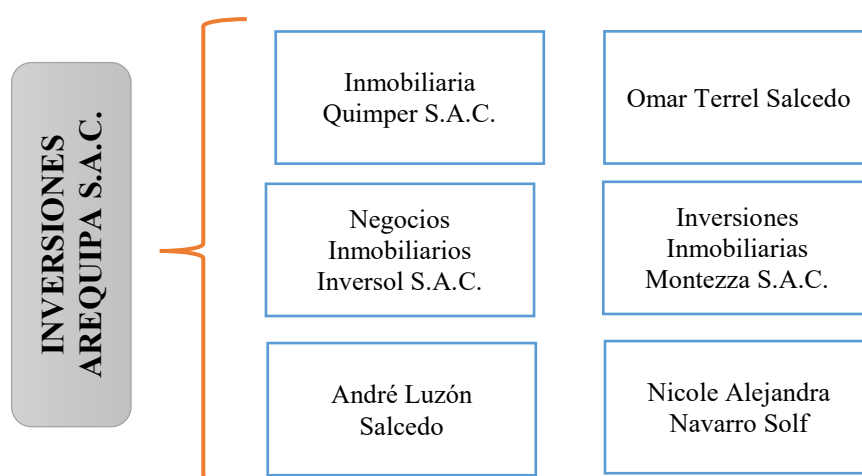 INVERSIONES
AREQUIPA S.A.C.
Inmobiliaria
Quimper S.A.C.
Omar Terrel Salcedo
Negocios
Inmobiliarios
Inversol S.A.C.
Inversiones
Inmobiliarias
Montezza S.A.C.
André Luzón
Salcedo
Nicole Alejandra
Navarro Solf